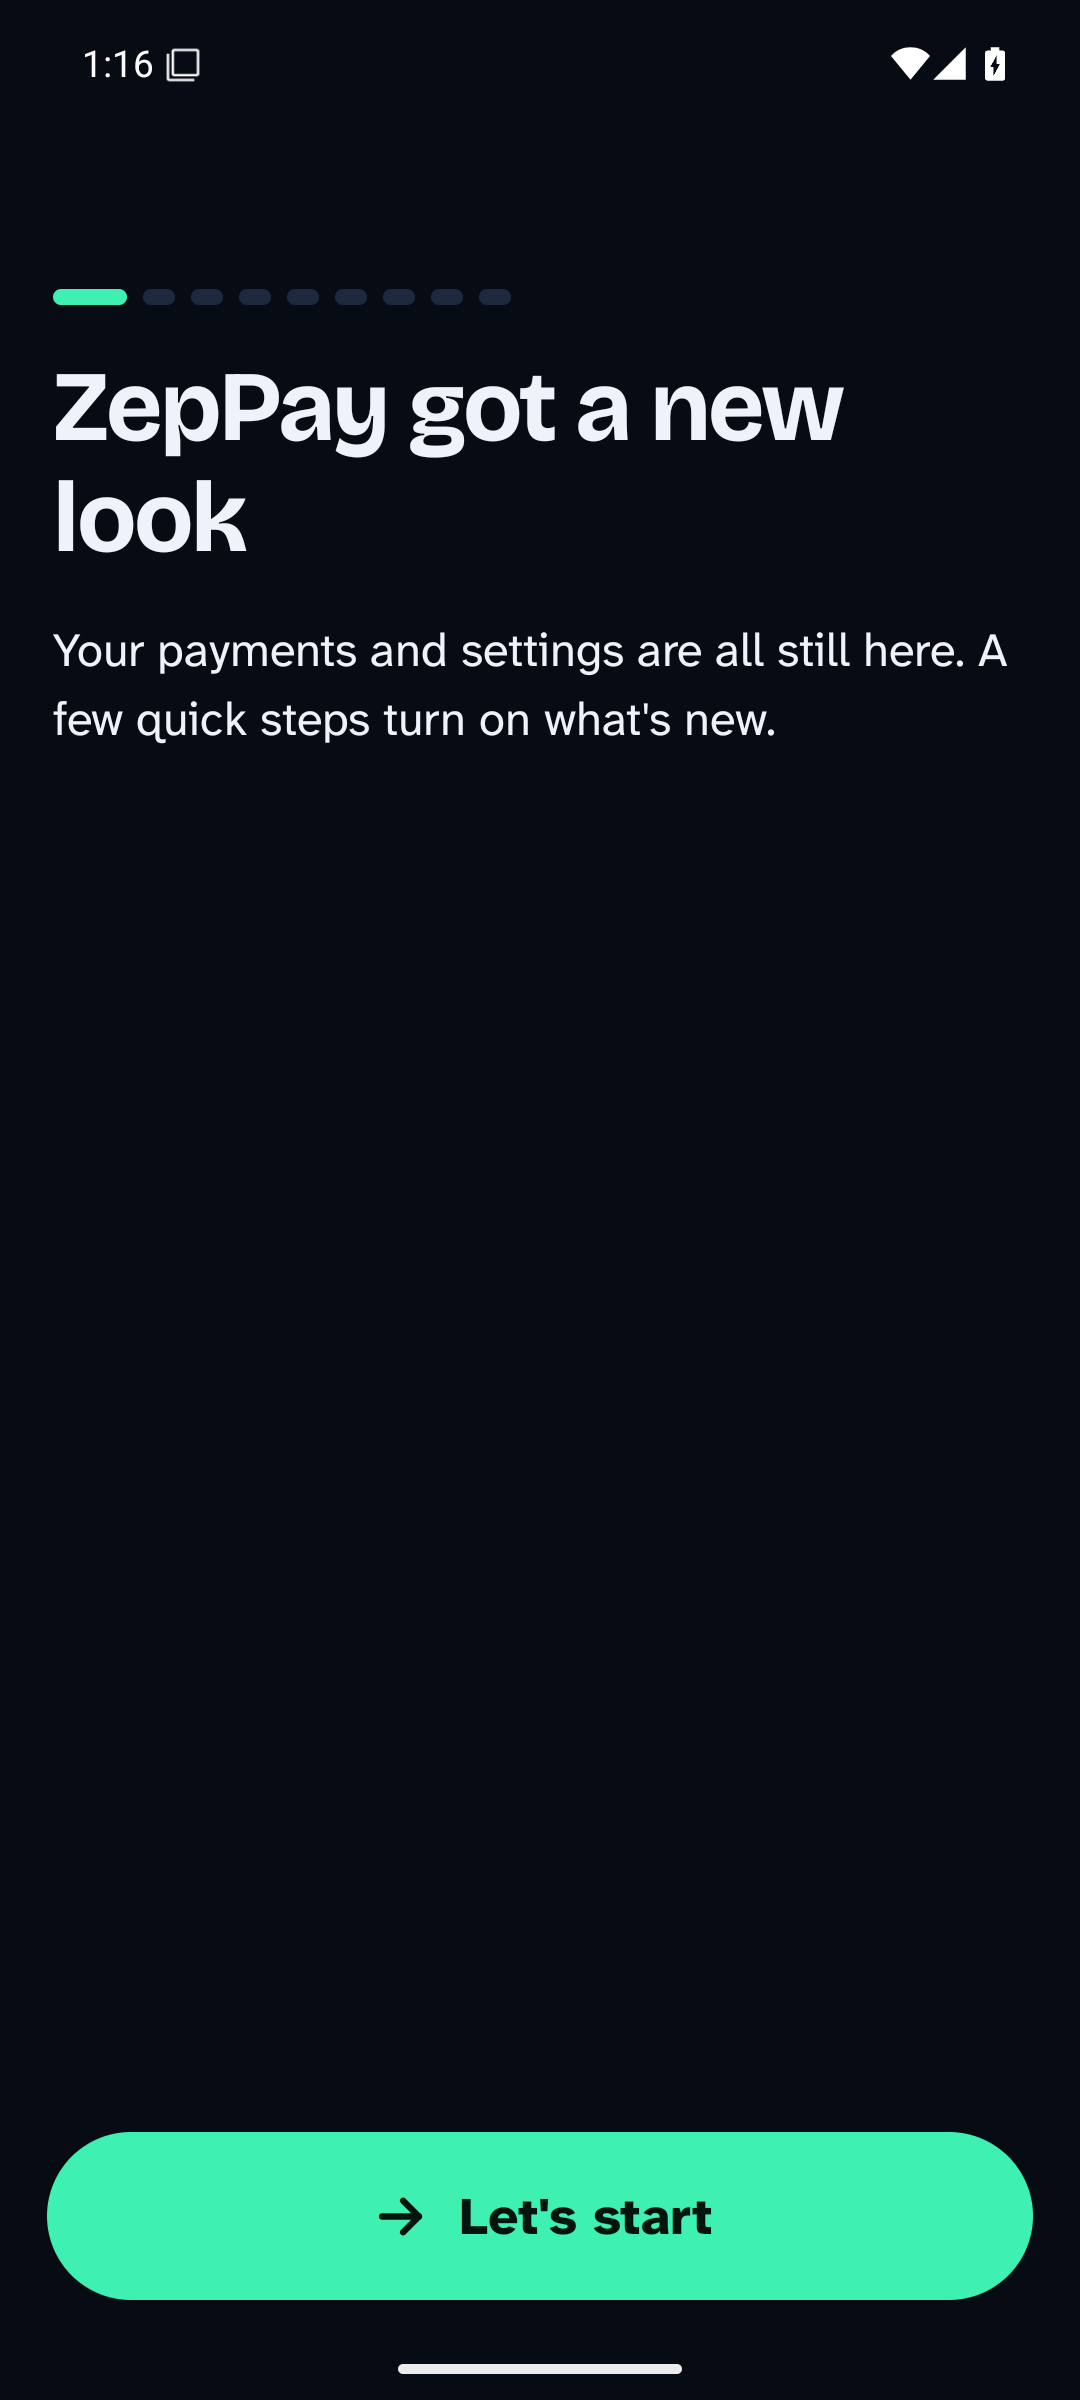 1:16
ZepPay got a new
look
Your payments and settings are all still here. A
few quick steps turn on what's new.
Let's start